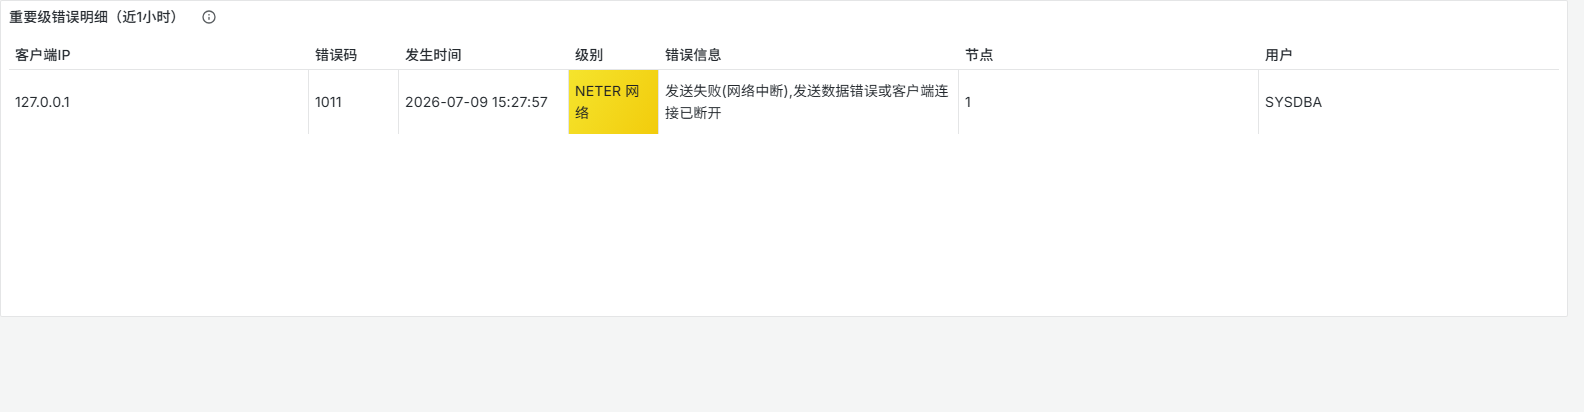 重要级错误明细（近1小时）
客户端IP 错误码 发生时间 级别 错误信息 节点 用户
127.0.0.1 1011 2026-07-09 15:27:57 NETER 网络 发送失败(网络中断),发送数据错误或客户端连接已断开 1 SYSDBA